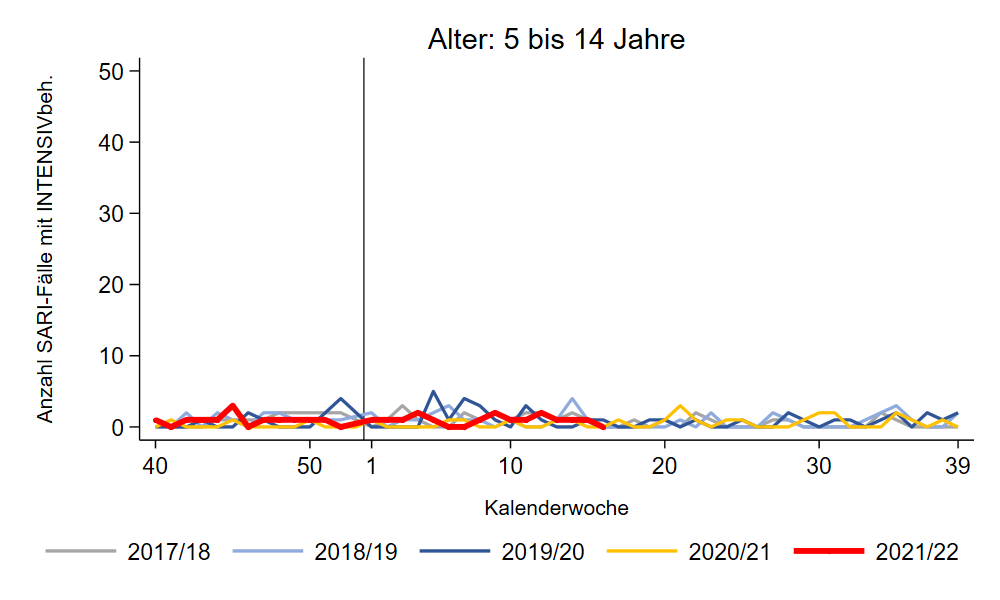 Alter: 5 bis 14 Jahre
Anzahl SARI-Fälle mit INTENSIVbeh.
50
40
30
20
10
0
40 50 1 10 20 30 39
Kalenderwoche
2017/18 2018/19 2019/20 2020/21 2021/22